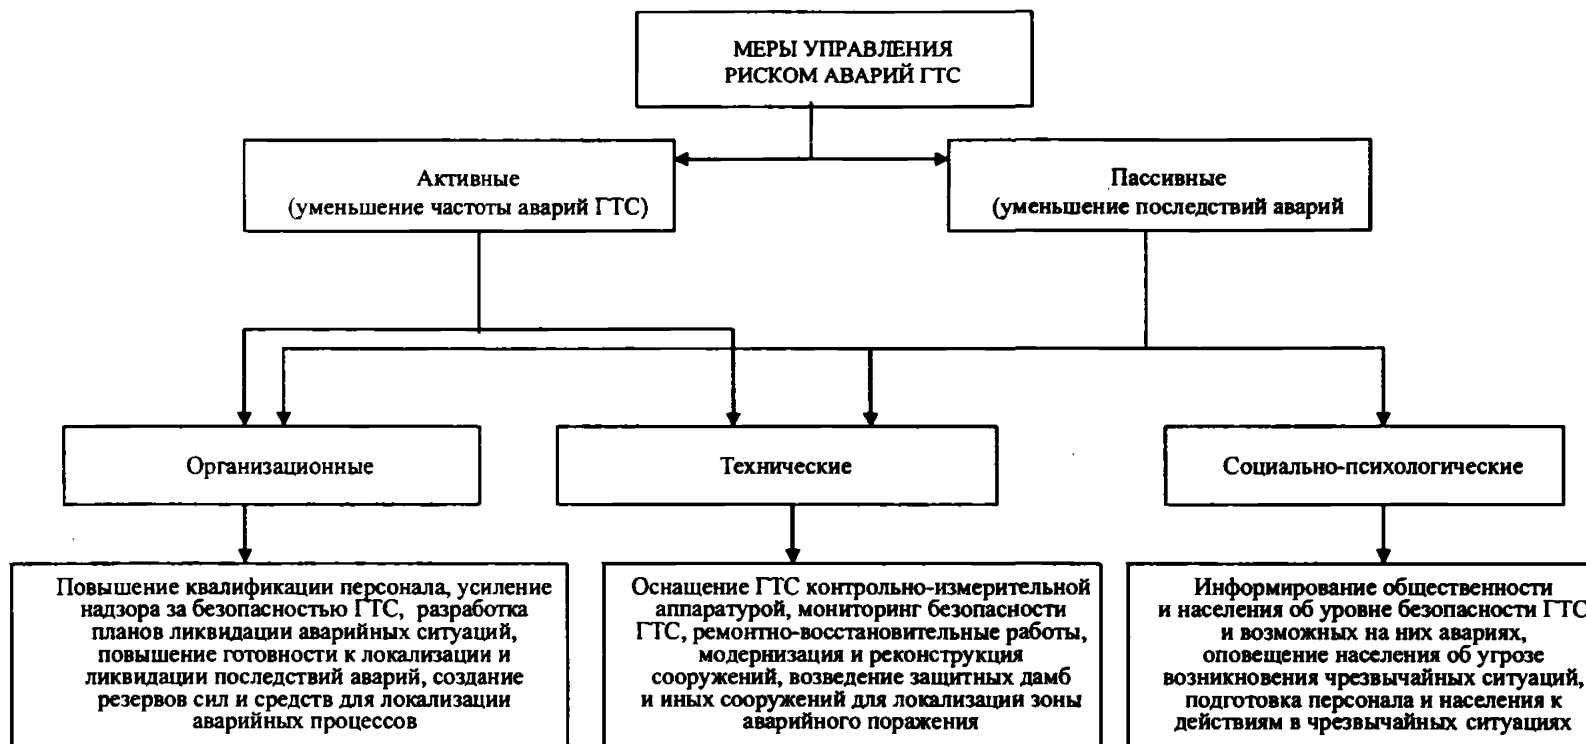 МЕРЫ УПРАВЛЕНИЯ
РИСКОМ АВАРИЙ ГТС
Активные
(уменьшение частоты аварий ГТС)
Пассивные
(уменьшение последствий аварий
Организационные
Технические
Социально-психологические
Повышение квалификации персонала, усиление
надзора за безопасностью ГТС, разработка
планов ликвидации аварийных ситуаций,
повышение готовности к локализации и
ликвидации последствий аварий, создание
резервов сил и средств для локализации
аварийных процессов
Оснащение ГТС контрольно-измерительной
аппаратурой, мониторинг безопасности
ГТС, ремонтно-восстановительные работы,
модернизация и реконструкция
сооружений, возведение защитных дамб
и иных сооружений для локализации зоны
аварийного поражения
Информирование общественности
и населения об уровне безопасности ГТС
и возможных на них авариях,
оповещение населения об угрозе
возникновения чрезвычайных ситуаций,
подготовка персонала и населения к
действиям в чрезвычайных ситуациях